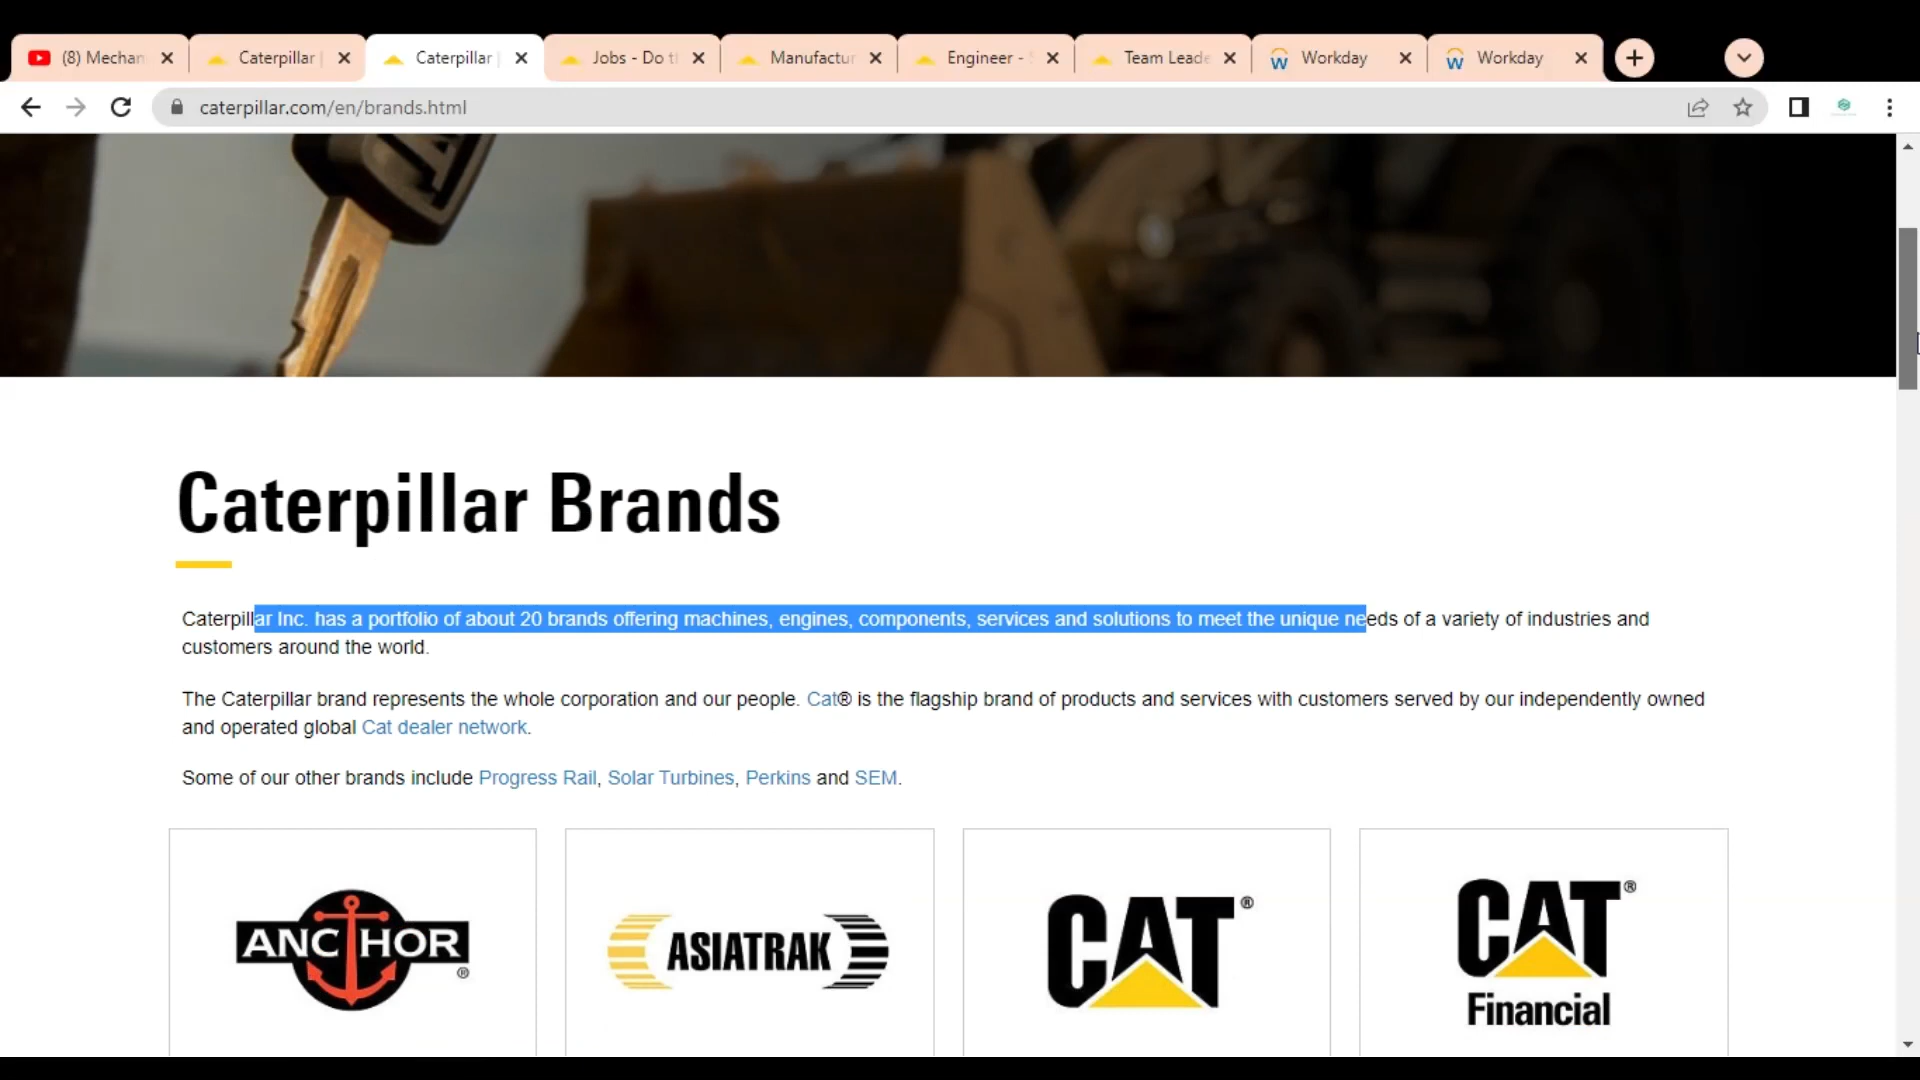 (8) Mechan
Caterpillar |
Caterpillar |
Jobs - Do t
Manufactur
Engineer -
Team Leade
Workday
Workday
caterpillar.com/en/brands.html
Caterpillar Brands
Caterpillar Inc. has a portfolio of about 20 brands offering machines, engines, components, services and solutions to meet the unique needs of a variety of industries and
customers around the world.
The Caterpillar brand represents the whole corporation and our people. Cat® is the flagship brand of products and services with customers served by our independently owned
and operated global Cat dealer network.
Some of our other brands include Progress Rail, Solar Turbines, Perkins and SEM.
ANCHOR ®
ASIATRAK
CAT ®
CAT ®
Financial